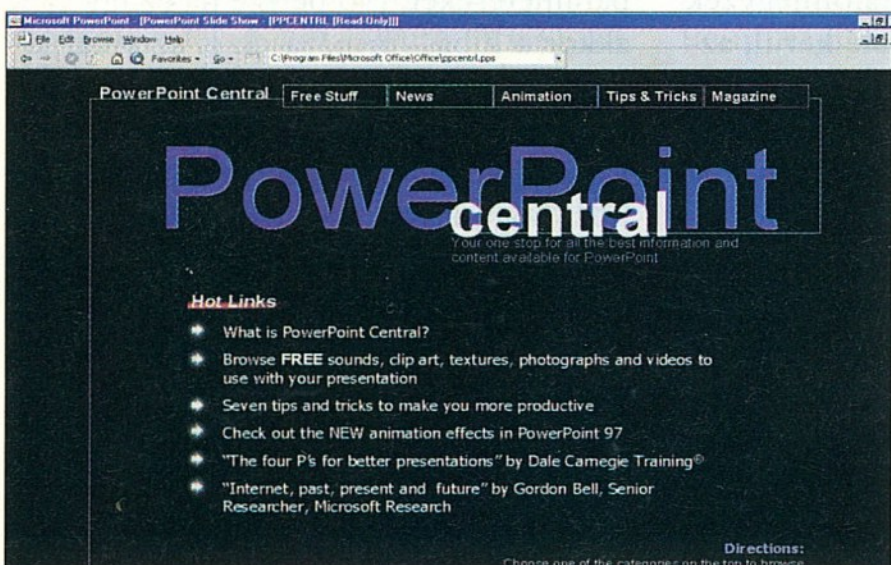 Microsoft PowerPoint - [PowerPoint Slide Show - [PPCENTRL [Read-Only]]]
File Edit Browse Window Help
Favorites Go C:\Program Files\Microsoft Office\Office\ppcentrl.pps
PowerPoint Central Free Stuff News Animation Tips & Tricks Magazine
PowerPoint
central
Your one stop for all the best information and
content available for PowerPoint
Hot Links
What is PowerPoint Central?
Browse FREE sounds, clip art, textures, photographs and videos to
use with your presentation
Seven tips and tricks to make you more productive
Check out the NEW animation effects in PowerPoint 97
"The four P's for better presentations" by Dale Carnegie Training®
"Internet, past, present and future" by Gordon Bell, Senior
Researcher, Microsoft Research
Directions:
Choose one of the categories on the top to browse